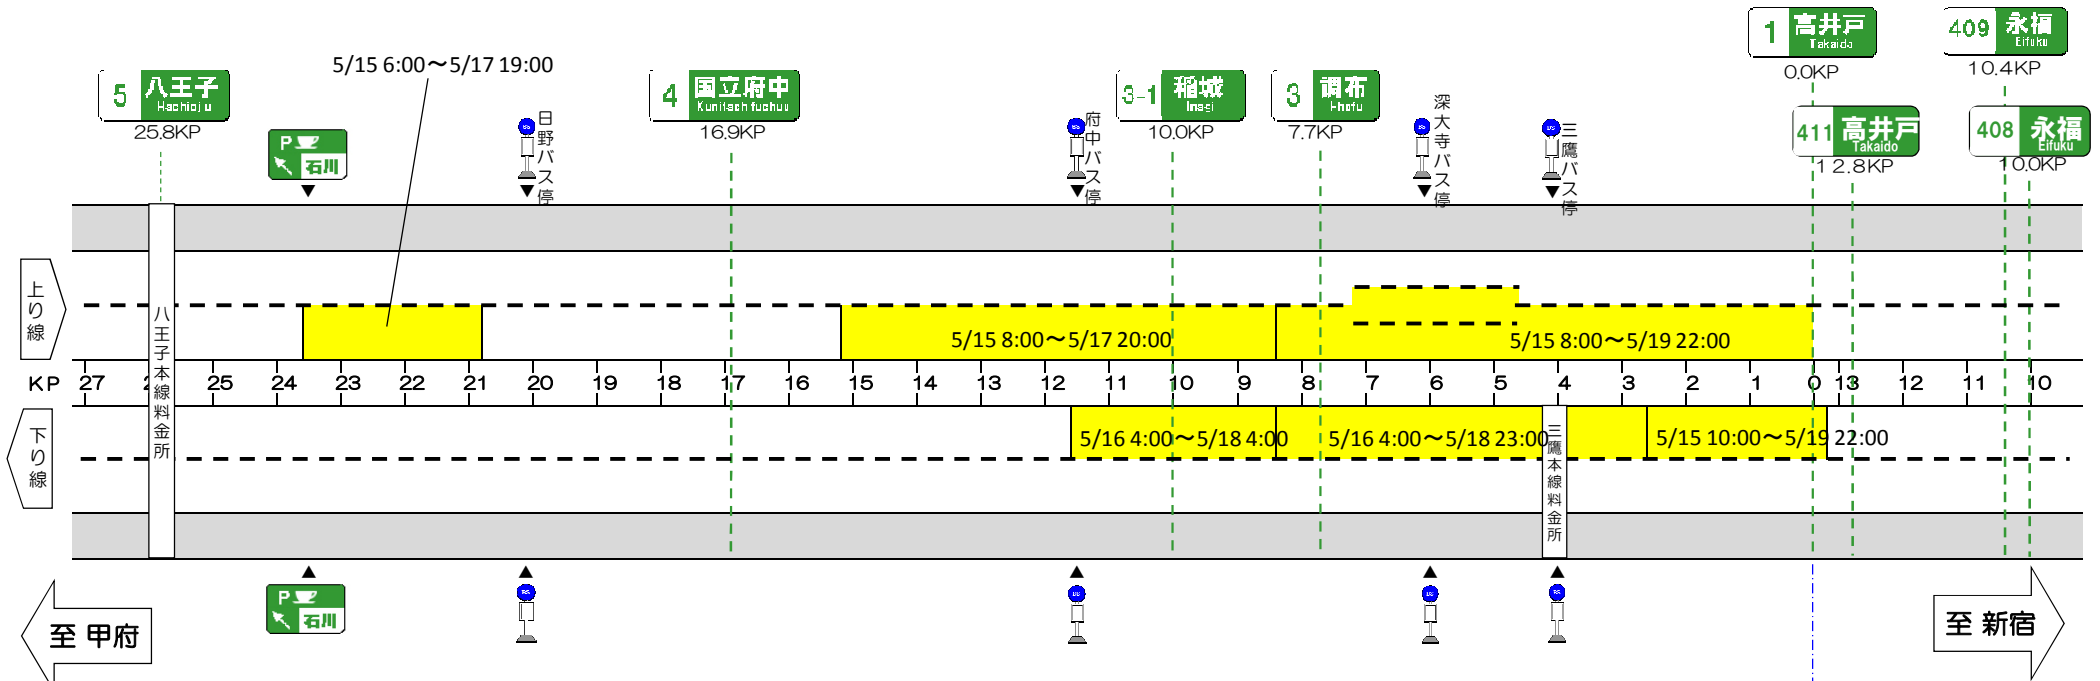 1 高井戸
Takaido
0.0KP
409 永福
Eifuku
10.4KP
5/15 6:00～5/17 19:00
5 八王子
25.8KP
P
石川
日野バス停
4 国立府中
16.9KP
府中バス停
3-1 稲城
Inagi
10.0KP
3 調布
7.7KP
深大寺バス停
三鷹バス停
411 高井戸
Takaido
12.8KP
408 永福
Eifuku
10.0KP
上り線
八王子本線料金所
5/15 8:00～5/17 20:00
5/15 8:00～5/19 22:00
KP 27 25 24 23 22 21 20 19 18 17 16 15 14 13 12 11 10 9 8 7 6 5 4 3 2 1 0 13 12 11 10
下り線
5/16 4:00～5/18 4:00
5/16 4:00～5/18 23:00
三鷹本線料金所
5/15 10:00～5/19 22:00
P
石川
至 甲府
至 新宿